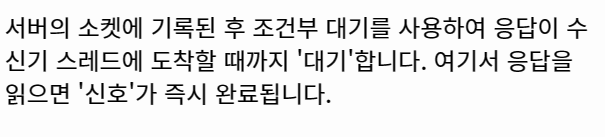 서버의 소켓에 기록된 후 조건부 대기를 사용하여 응답이 수
신기 스레드에 도착할 때까지 '대기'합니다. 여기서 응답을
읽으면 '신호'가 즉시 완료됩니다.